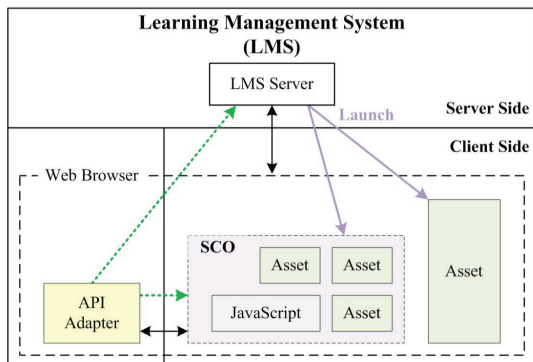 Learning Management System
(LMS)
LMS Server
Launch
Server Side
Client Side
Web Browser
SCO
Asset
Asset
Asset
API
Adapter
JavaScript
Asset